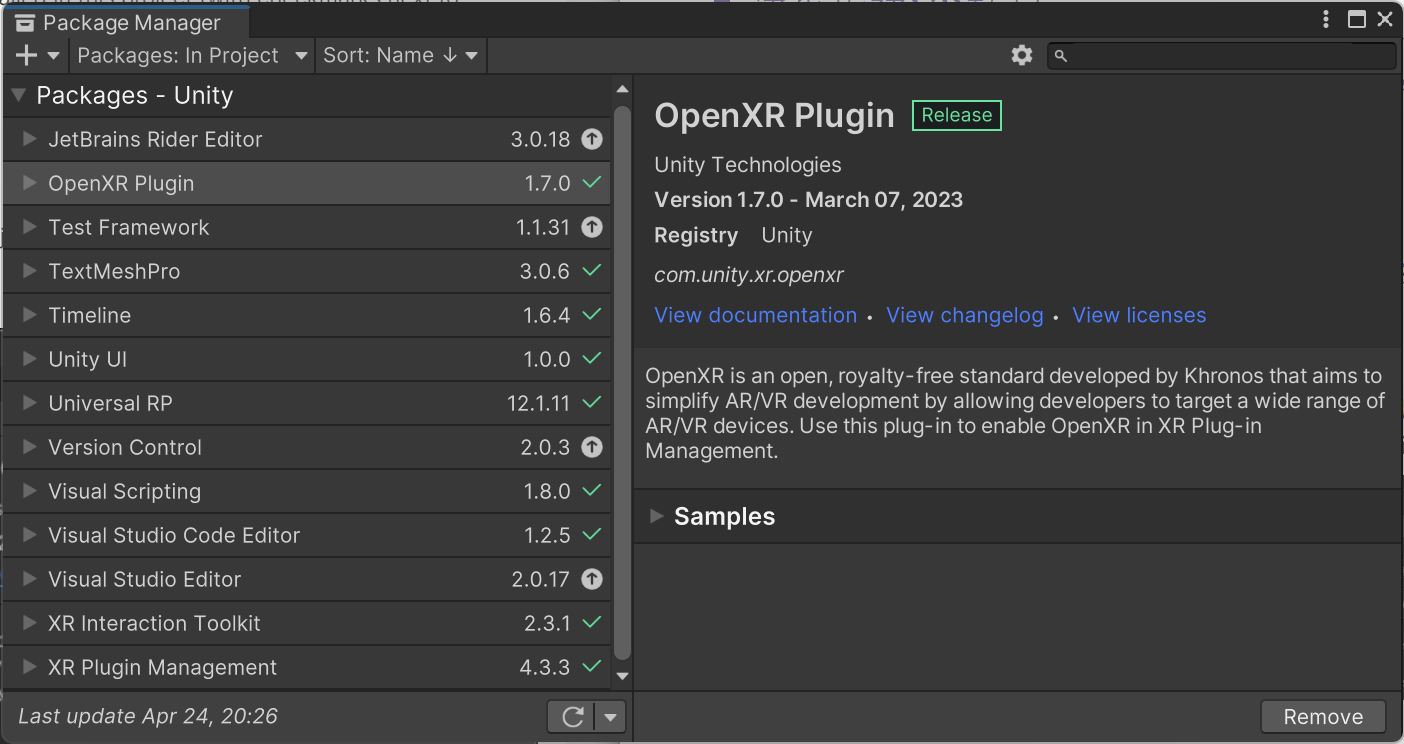 Package Manager
Packages: In Project
Sort: Name ↓
Packages - Unity
JetBrains Rider Editor 3.0.18
OpenXR Plugin 1.7.0
Test Framework 1.1.31
TextMeshPro 3.0.6
Timeline 1.6.4
Unity UI 1.0.0
Universal RP 12.1.11
Version Control 2.0.3
Visual Scripting 1.8.0
Visual Studio Code Editor 1.2.5
Visual Studio Editor 2.0.17
XR Interaction Toolkit 2.3.1
XR Plugin Management 4.3.3
Last update Apr 24, 20:26
OpenXR Plugin Release
Unity Technologies
Version 1.7.0 - March 07, 2023
Registry Unity
com.unity.xr.openxr
View documentation • View changelog • View licenses
OpenXR is an open, royalty-free standard developed by Khronos that aims to
simplify AR/VR development by allowing developers to target a wide range of
AR/VR devices. Use this plug-in to enable OpenXR in XR Plug-in
Management.
Samples
Remove